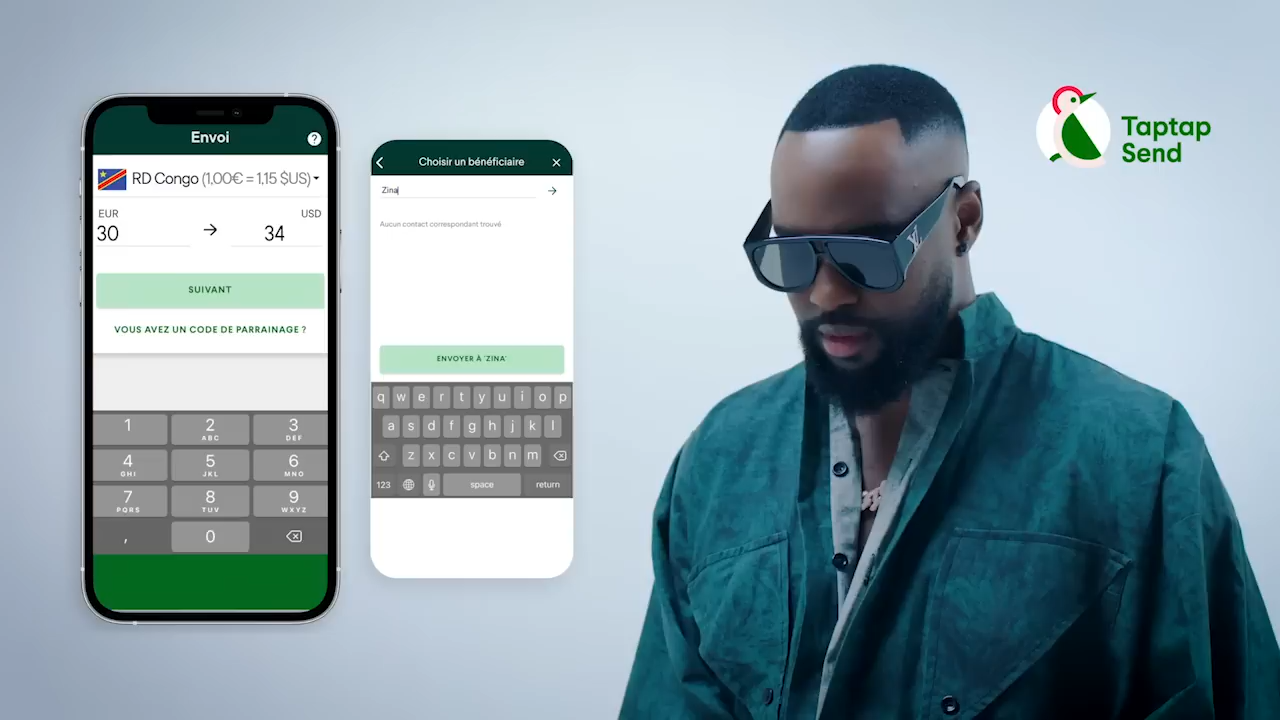 Envoi
?
RD Congo (1,00€ = 1,15 $US)
EUR
USD
30
34
SUIVANT
VOUS AVEZ UN CODE DE PARRAINAGE ?
1
2 ABC
3 DEF
4 GHI
5 JKL
6 MNO
7 PQRS
8 TUV
9 WXYZ
,
0
Choisir un bénéficiaire
Zina
Aucun contact correspondant trouvé
ENVOYER À 'ZINA'
q w e r t y u i o p
a s d f g h j k l
z x c v b n m
123
space
return
LV
Taptap
Send